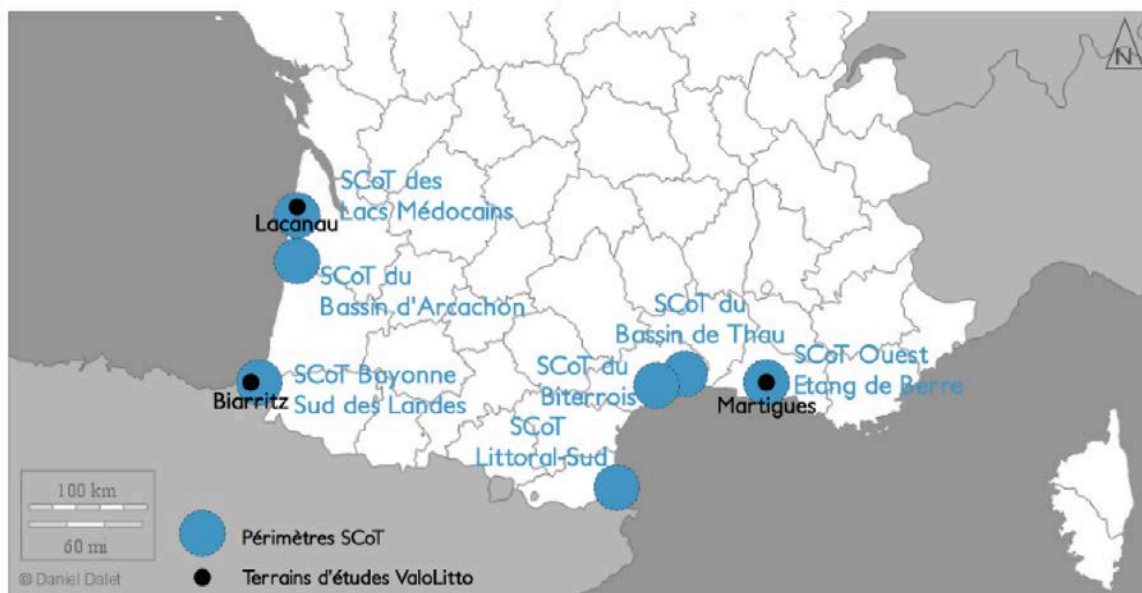 N
SCoT des
Lacs Médocains
Lacanau
SCoT du
Bassin d'Arcachon
SCoT du
Bassin de Thau
SCoT Bayonne
Sud des Landes
Biarritz
SCoT du
Biterrois
SCoT Ouest
Etang de Berre
Martigues
SCoT
Littoral-Sud
100 km
60 mi
Périmètres SCoT
Terrains d'études ValoLitto
© Daniel Dalet